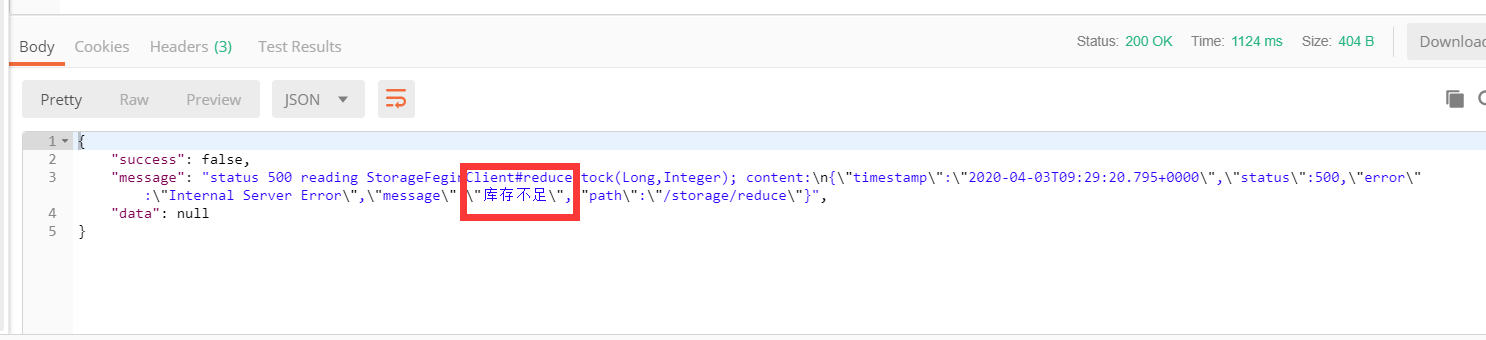 Body Cookies Headers (3) Test Results Status: 200 OK Time: 1124 ms Size: 404 B Download
Pretty Raw Preview JSON
1 {
2 "success": false,
3 "message": "status 500 reading StorageFeginClient#reduce tock(Long,Integer); content:\n{\"timestamp\":\"2020-04-03T09:29:20.795+0000\",\"status\":500,\"error\"
:\"Internal Server Error\",\"message\" \"库存不足\", "path\":\"/storage/reduce\"}",
4 "data": null
5 }